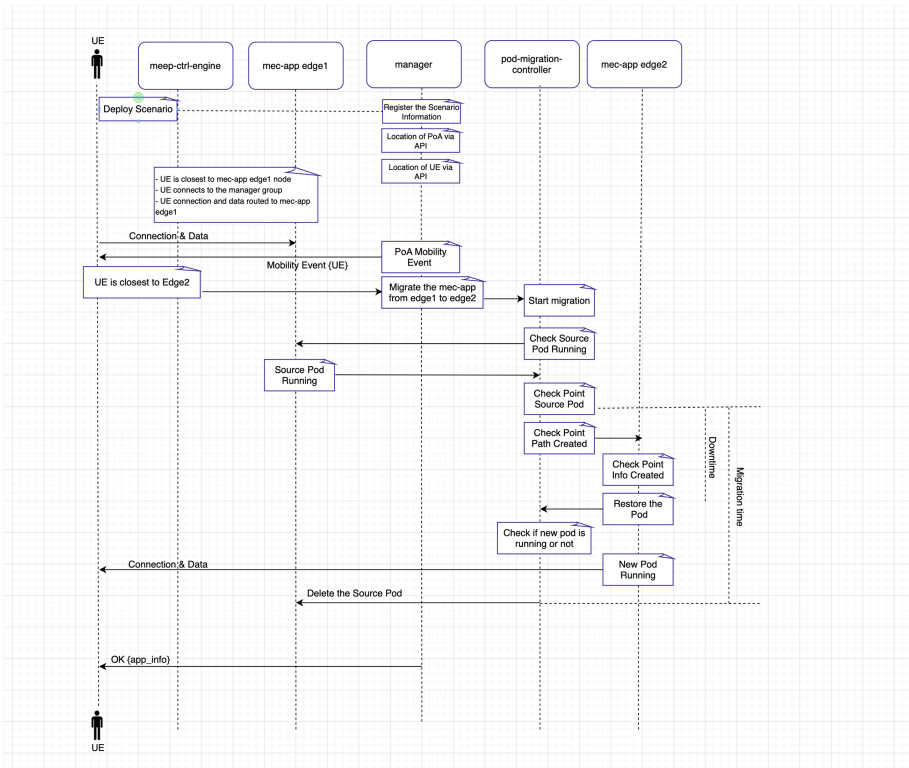 UE
meep-ctrl-engine
mec-app edge1
manager
pod-migration-
controller
mec-app edge2
Deploy Scenario
Register the Scenario
Information
Location of PoA via
API
Location of UE via
API
- UE is closest to mec-app edge1 node
- UE connects to the manager group
- UE connection and data routed to mec-app
edge1
Connection & Data
PoA Mobility
Event
Mobility Event {UE}
UE is closest to Edge2
Migrate the mec-app
from edge1 to edge2
Start migration
Check Source
Pod Running
Source Pod
Running
Check Point
Source Pod
Check Point
Path Created
Downtime
Check Point
Info Created
Migration time
Restore the
Pod
Check if new pod is
running or not
Connection & Data
New Pod
Running
Delete the Source Pod
OK {app_info}
UE